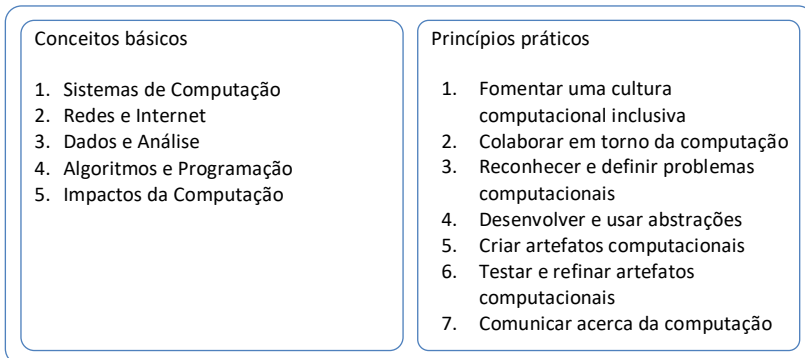 Conceitos básicos
1. Sistemas de Computação
2. Redes e Internet
3. Dados e Análise
4. Algoritmos e Programação
5. Impactos da Computação
Princípios práticos
1. Fomentar uma cultura
computacional inclusiva
2. Colaborar em torno da computação
3. Reconhecer e definir problemas
computacionais
4. Desenvolver e usar abstrações
5. Criar artefatos computacionais
6. Testar e refinar artefatos
computacionais
7. Comunicar acerca da computação